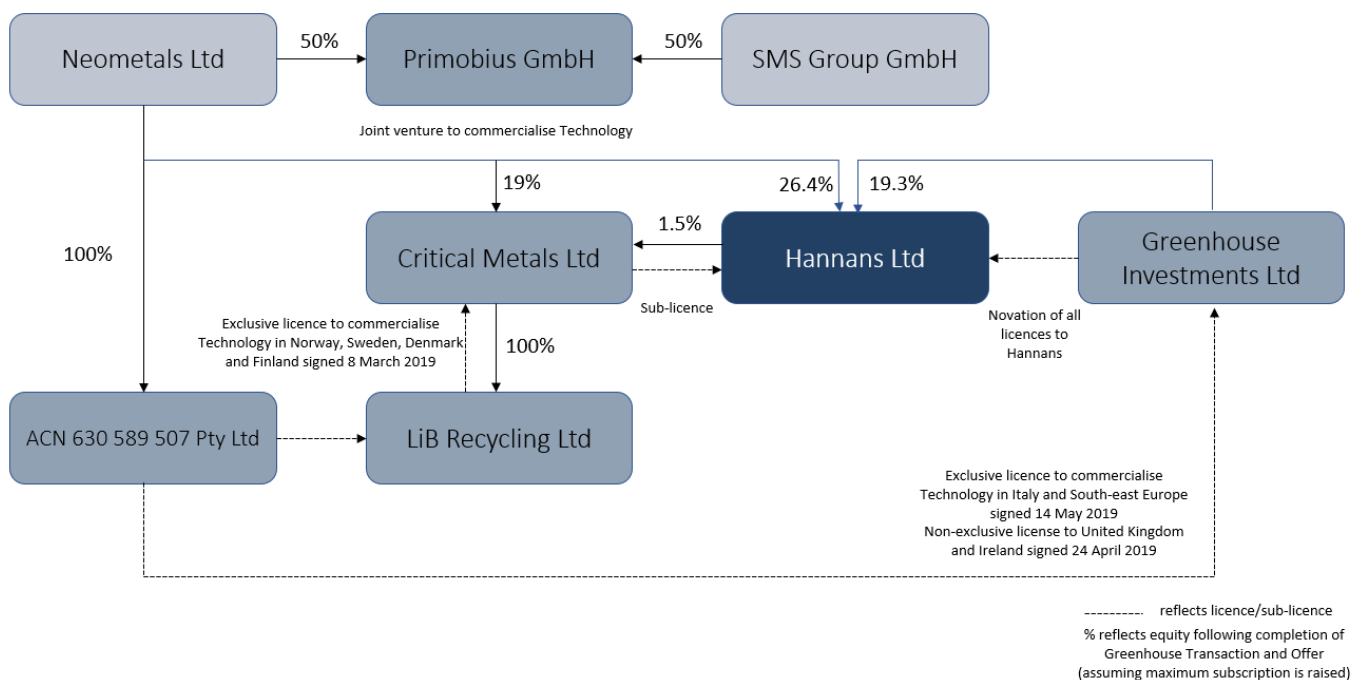 Neometals Ltd
50%
Primobius GmbH
50%
SMS Group GmbH
Joint venture to commercialise Technology
19%
26.4%
19.3%
100%
Critical Metals Ltd
1.5%
Hannans Ltd
Greenhouse
Investments Ltd
Sub-licence
Novation of all
licences to
Hannans
Exclusive licence to commercialise
Technology in Norway, Sweden, Denmark
and Finland signed 8 March 2019
100%
ACN 630 589 507 Pty Ltd
LiB Recycling Ltd
Exclusive licence to commercialise
Technology in Italy and South-east Europe
signed 14 May 2019
Non-exclusive license to United Kingdom
and Ireland signed 24 April 2019
reflects licence/sub-licence
% reflects equity following completion of
Greenhouse Transaction and Offer
(assuming maximum subscription is raised)